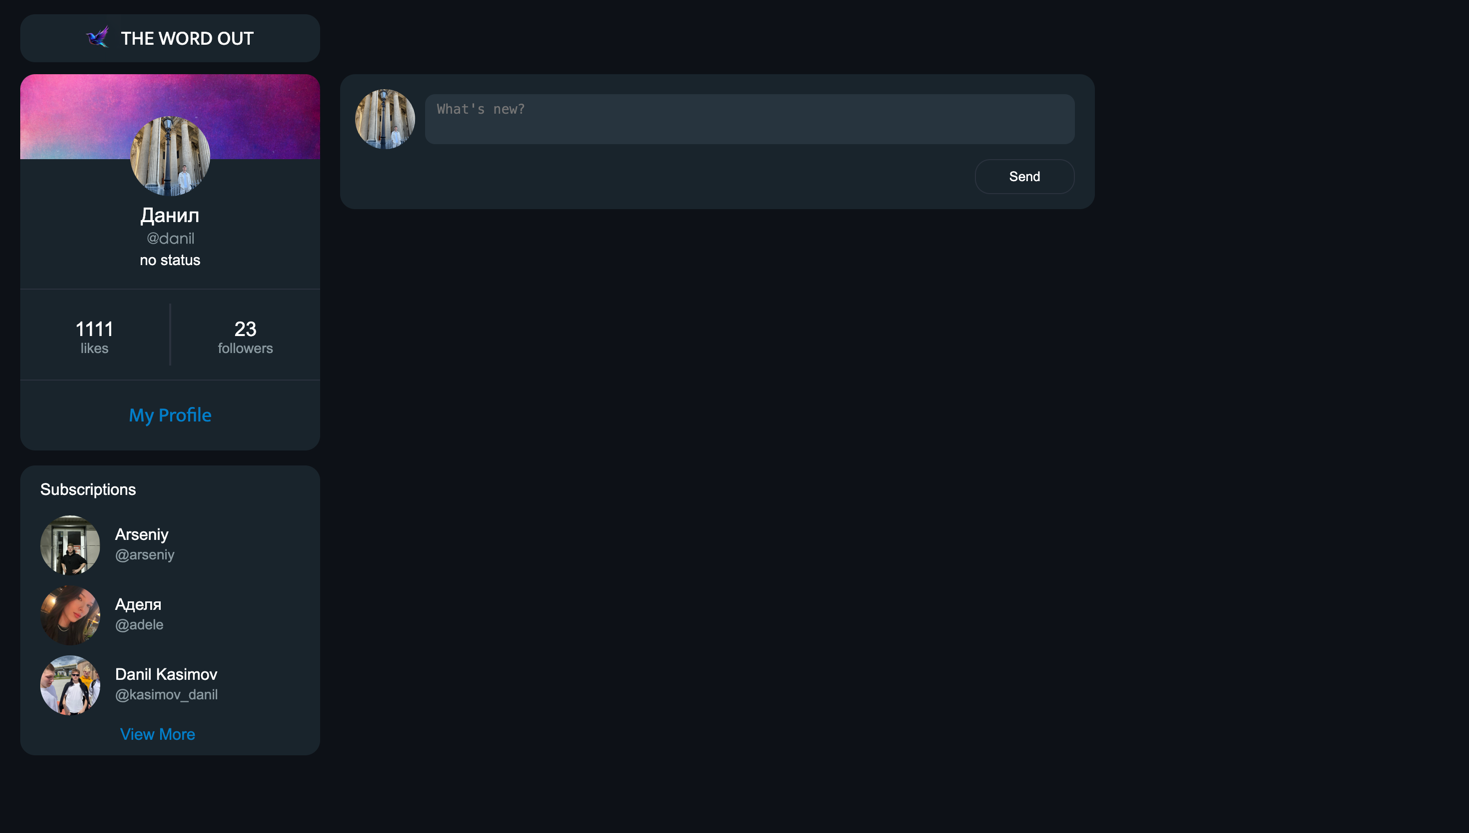 THE WORD OUT
What's new?
Send
Данил
@danil
no status
1111
likes
23
followers
My Profile
Subscriptions
Arseniy
@arseniy
Аделя
@adele
Danil Kasimov
@kasimov_danil
View More